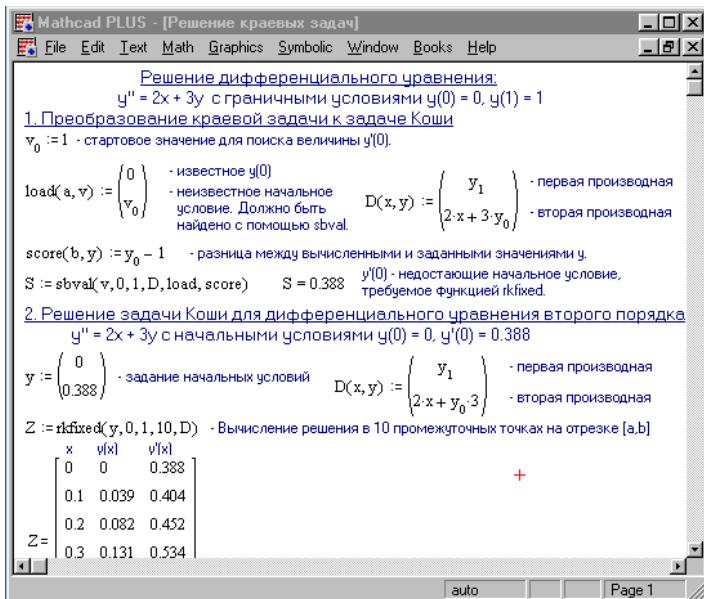 Mathcad PLUS - [Решение краевых задач]
File Edit Text Math Graphics Symbolic Window Books Help
Решение дифференциального уравнения:
y'' = 2x + 3y с граничными условиями y(0) = 0, y(1) = 1
1. Преобразование краевой задачи к задаче Коши
v₀ := 1 - стартовое значение для поиска величины y'(0).
load(a, v) := (0 v₀)
- известное y(0)
- неизвестное начальное
условие. Должно быть
найдено с помощью sbval.
D(x, y) := (y₁ 2·x + 3·y₀)
- первая производная
- вторая производная
score(b, y) := y₀ − 1 - разница между вычисленными и заданными значениями y.
S := sbval(v, 0, 1, D, load, score) S = 0.388
y'(0) - недостающие начальное условие,
требуемое функцией rkfixed.
2. Решение задачи Коши для дифференциального уравнения второго порядка
y'' = 2x + 3y с начальными условиями y(0) = 0, y'(0) = 0.388
y := (0 0.388) - задание начальных условий
D(x, y) := (y₁ 2·x + y₀·3)
- первая производная
- вторая производная
Z := rkfixed(y, 0, 1, 10, D) - Вычисление решения в 10 промежуточных точках на отрезке [a,b]
x y(x) y'(x)
0 0 0.388
0.1 0.039 0.404
0.2 0.082 0.452
Z =
0.3 0.131 0.534
auto Page 1